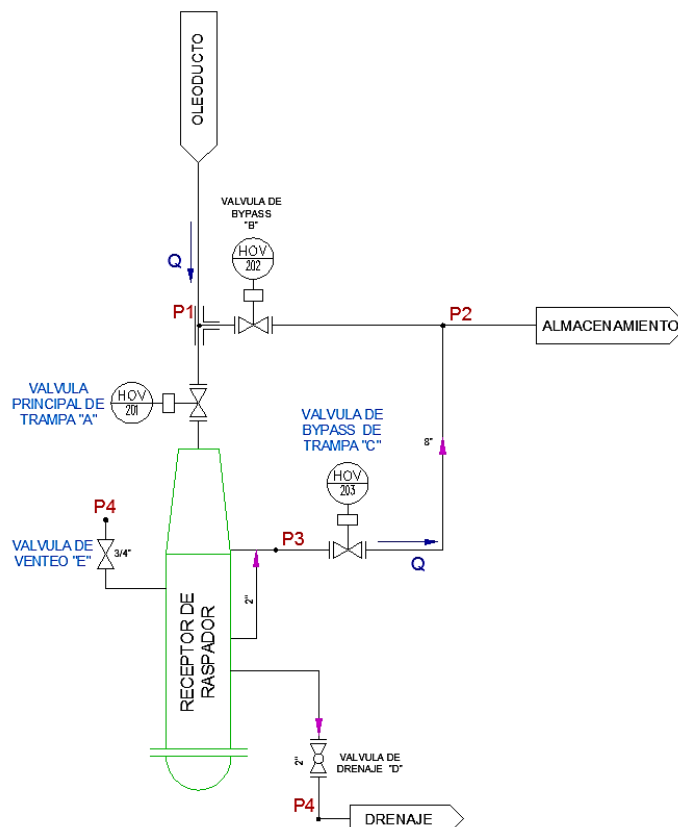 OLEODUCTO
VALVULA DE
BYPASS
"B"
HOV
202
Q
P1
P2
ALMACENAMIENTO
VALVULA
PRINCIPAL DE
TRAMPA "A"
HOV
201
VALVULA DE
BYPASS DE
TRAMPA "C"
HOV
203
8"
P4
VALVULA DE
VENTEO "E"
3/4"
P3
Q
2"
RECEPTOR DE
RASPADOR
2"
VALVULA DE
DRENAJE "D"
P4
DRENAJE